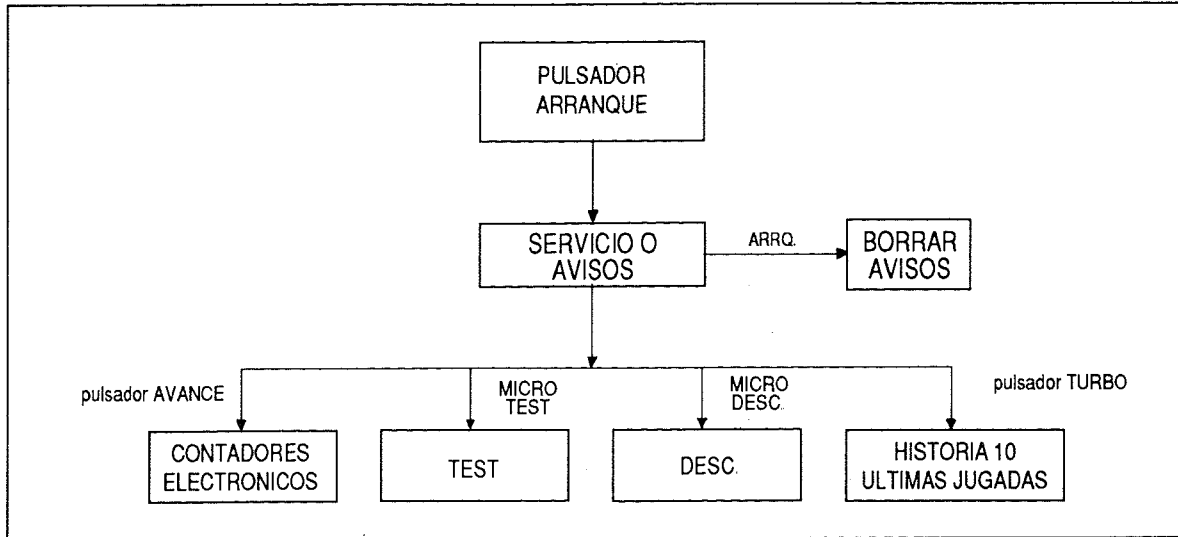 PULSADOR
ARRANQUE
SERVICIO O
AVISOS
ARRQ.
BORRAR
AVISOS
pulsador AVANCE
MICRO
TEST
MICRO
DESC.
pulsador TURBO
CONTADORES
ELECTRONICOS
TEST
DESC.
HISTORIA 10
ULTIMAS JUGADAS